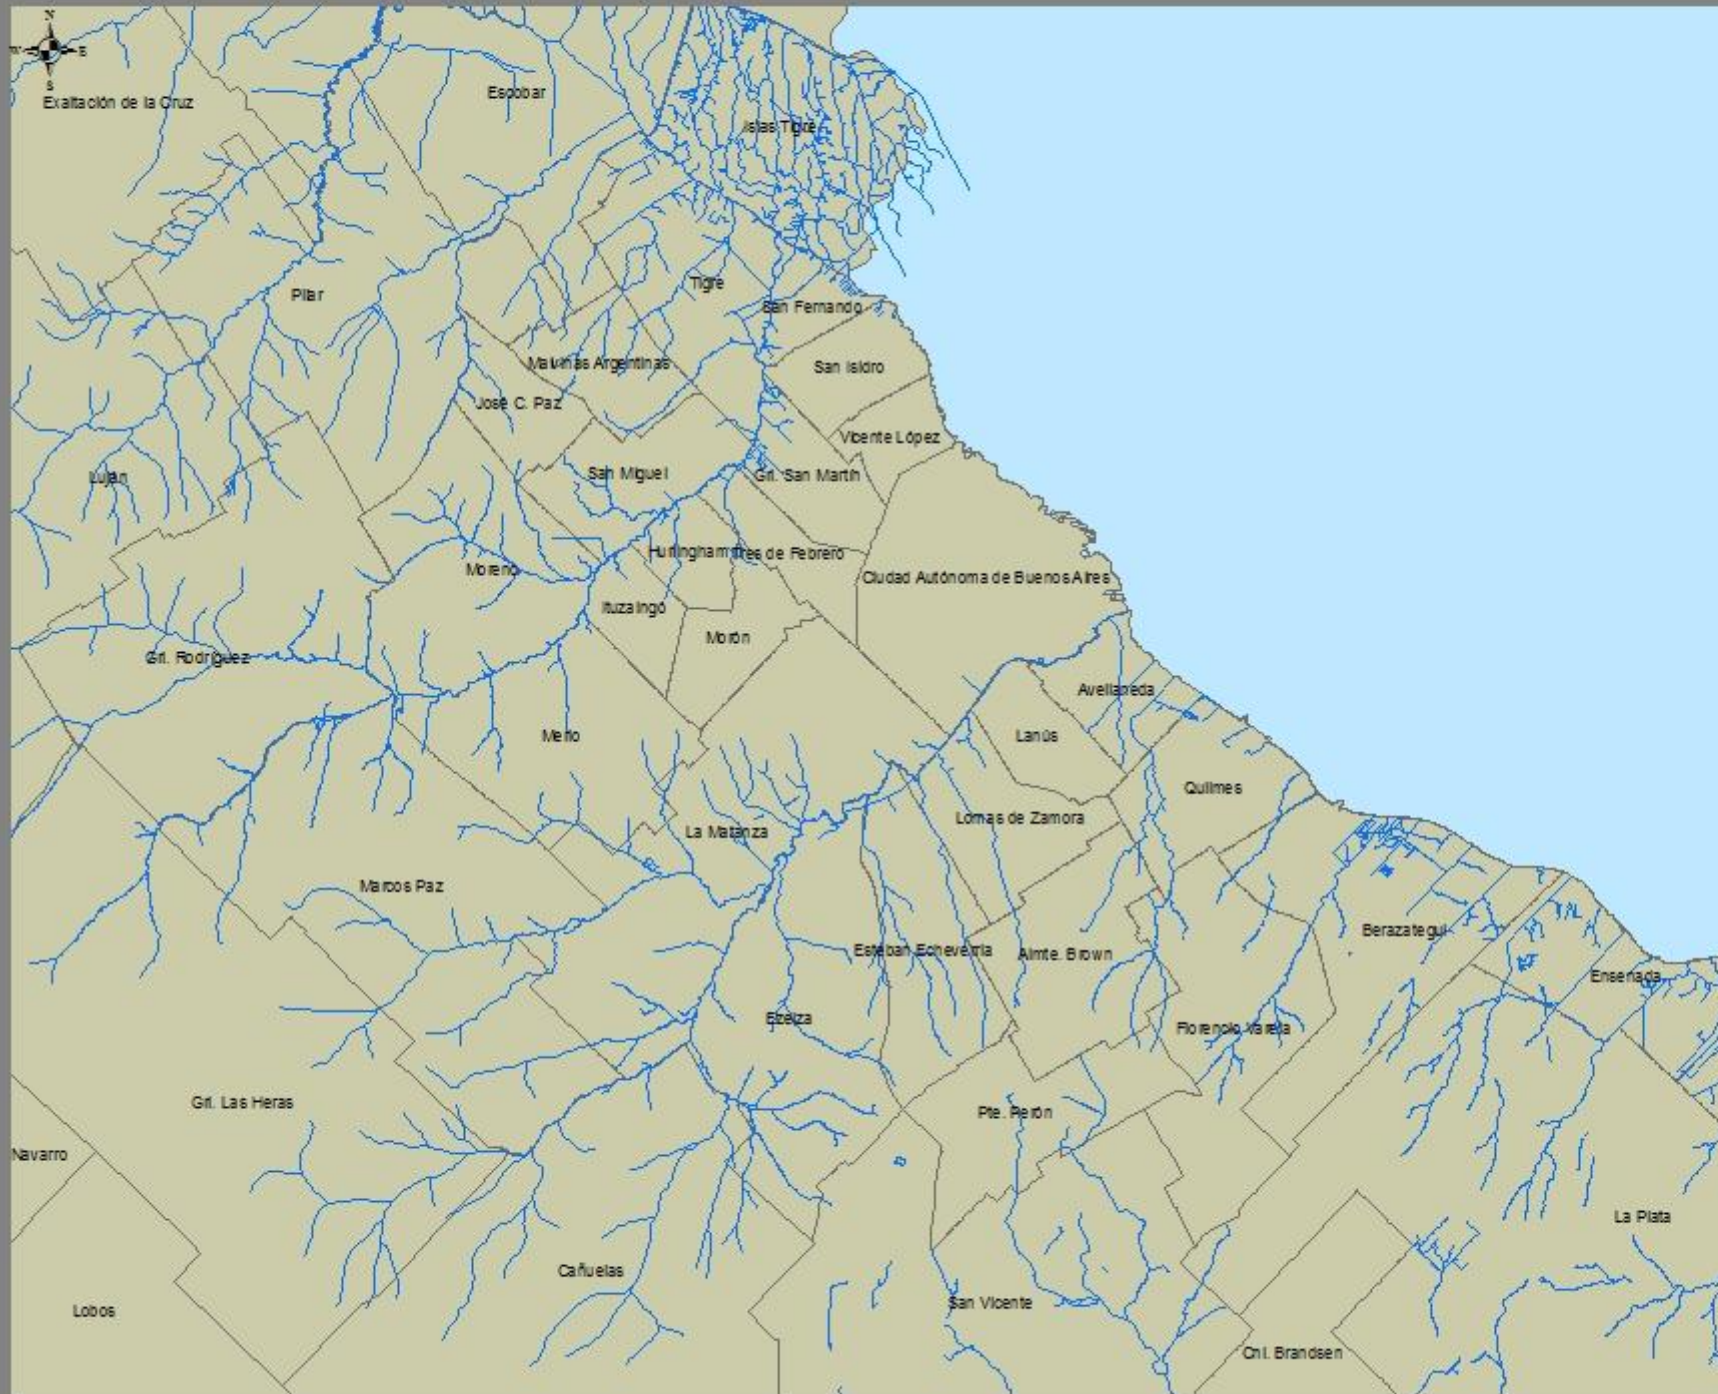 N
W
E
S
Exaltación de la Cruz
Escobar
Islas Tigre
Pilar
Tigre
San Fernando
San Isidro
Malvinas Argentinas
José C. Paz
Vicente López
Luján
San Miguel
Grl. San Martín
Hurlingham
Tres de Febrero
Moreno
Ciudad Autónoma de Buenos Aires
Ituzaingó
Morón
Grl. Rodríguez
Avellaneda
Merlo
Lanús
Quilmes
Lomas de Zamora
La Matanza
Marcos Paz
Berazategui
Esteban Echeverría
Almte. Brown
Ensenada
Ezeiza
Florencio Varela
Grl. Las Heras
Pte. Perón
Navarro
La Plata
Cañuelas
San Vicente
Lobos
Cnl. Brandsen